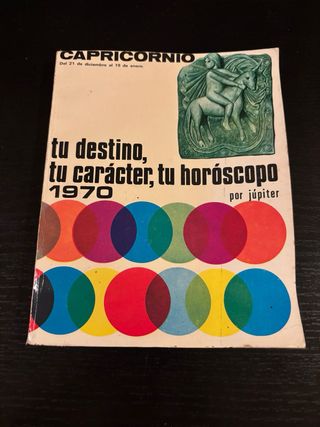 CAPRICORNIO
Del 21 de diciembre al 19 de enero
tu destino,
tu carácter, tu horóscopo
1970
por júpiter